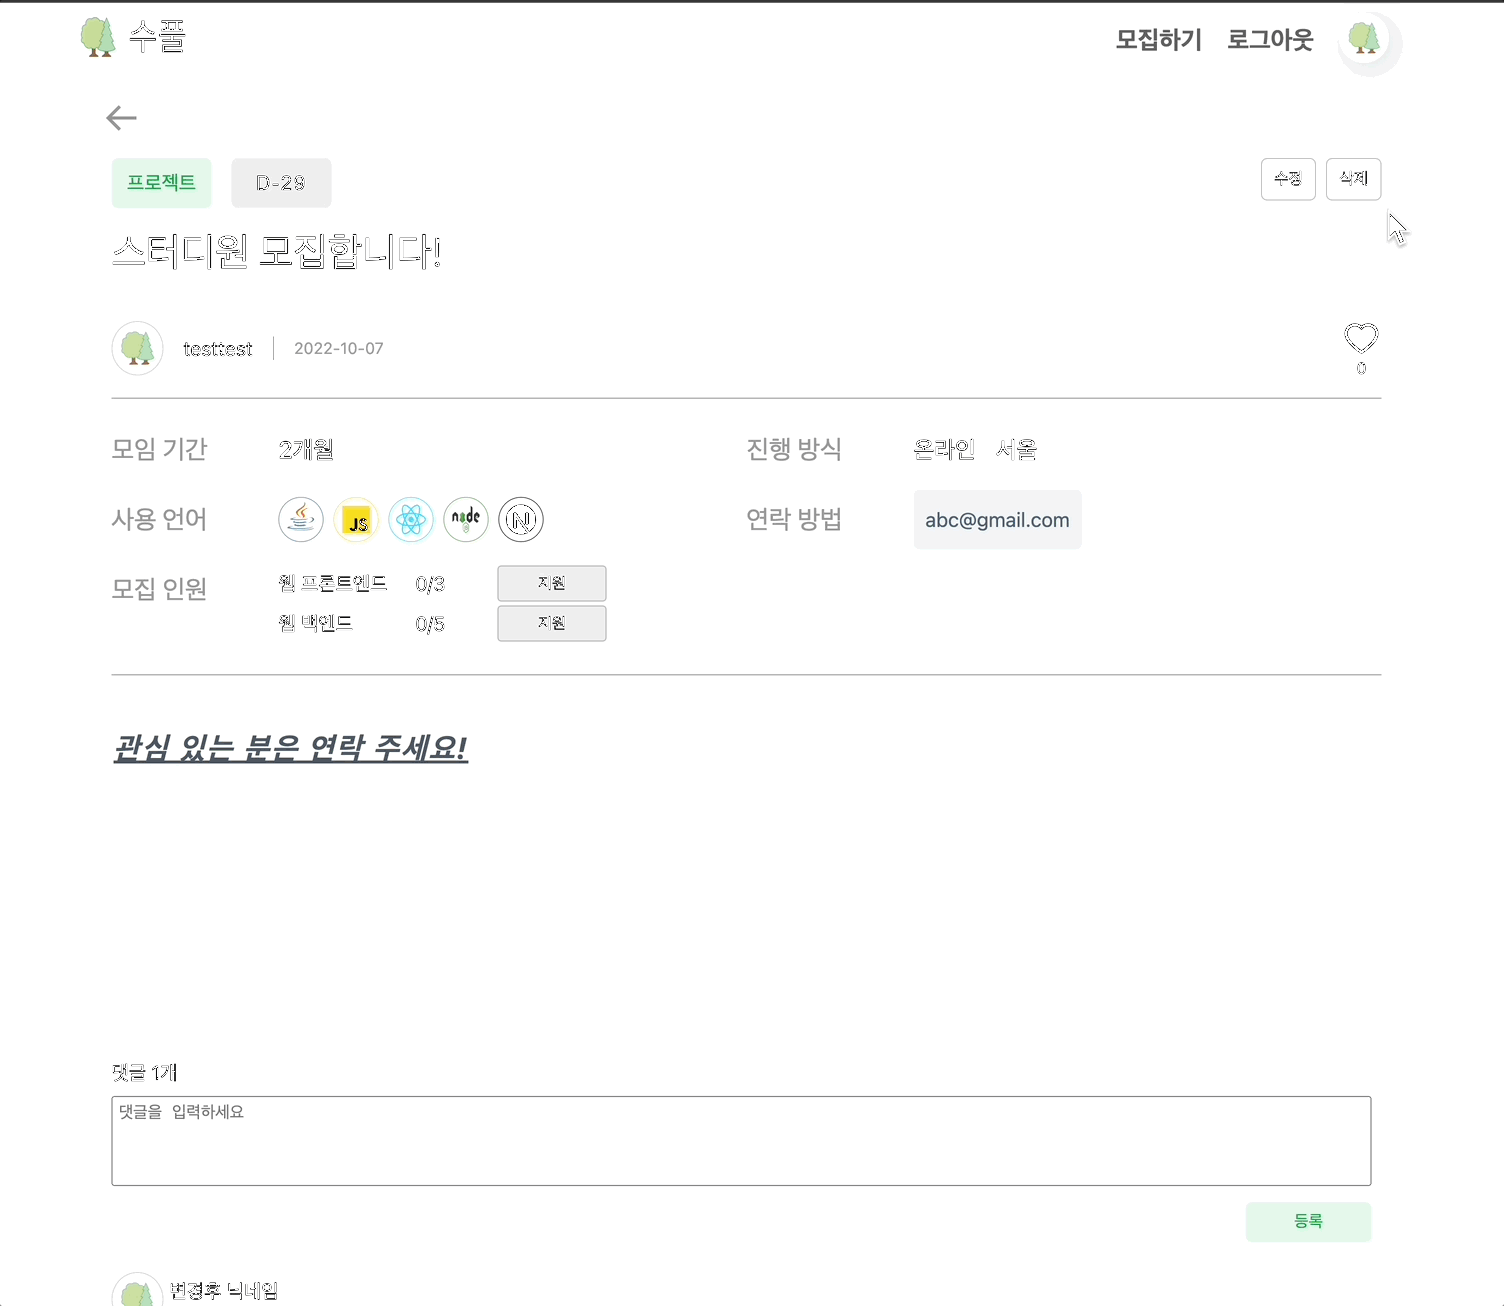 수풀
모집하기 로그아웃
프로젝트 D-29
수정 삭제
스터디원 모집합니다!
testtest 2022-10-07
0
모임 기간 2개월 진행 방식 온라인 서울
사용 언어 JS node N 연락 방법 abc@gmail.com
모집 인원 웹 프론트엔드 0/3 지원
웹 백엔드 0/5 지원
관심 있는 분은 연락 주세요!
댓글 1개
댓글을 입력하세요
등록
변경후 닉네임